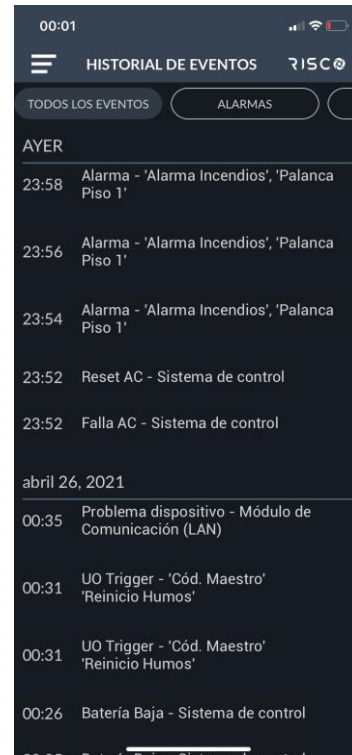 00:01
HISTORIAL DE EVENTOS RISCO
TODOS LOS EVENTOS ALARMAS
AYER
23:58 Alarma - 'Alarma Incendios', 'Palanca
Piso 1'
23:56 Alarma - 'Alarma Incendios', 'Palanca
Piso 1'
23:54 Alarma - 'Alarma Incendios', 'Palanca
Piso 1'
23:52 Reset AC - Sistema de control
23:52 Falla AC - Sistema de control
abril 26, 2021
00:35 Problema dispositivo - Módulo de
Comunicación (LAN)
00:31 UO Trigger - 'Cód. Maestro'
'Reinicio Humos'
00:31 UO Trigger - 'Cód. Maestro'
'Reinicio Humos'
00:26 Batería Baja - Sistema de control